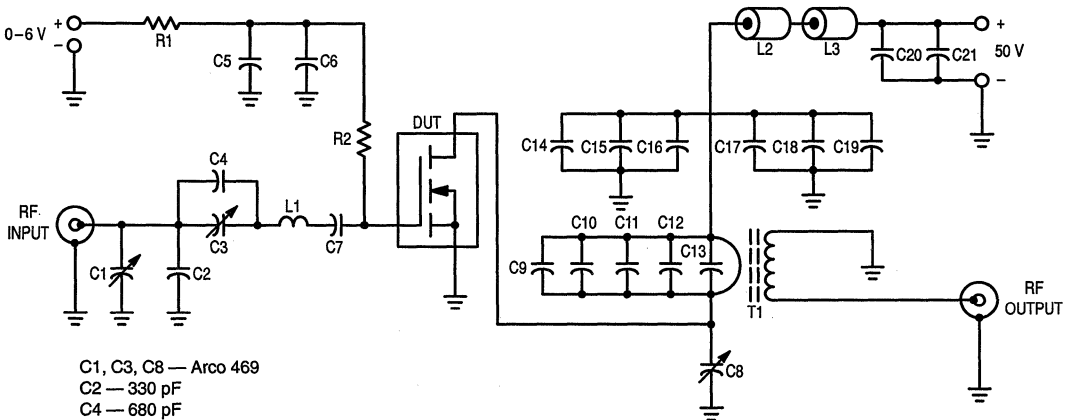 +
0–6 V
–
R1
C5
C6
R2
DUT
L2
L3
C20
C21
+
50 V
–
C14
C15
C16
C17
C18
C19
C4
L1
C3
C7
RF
INPUT
C1
C2
C9
C10
C11
C12
C13
T1
RF
OUTPUT
C8
C1, C3, C8 — Arco 469
C2 — 330 pF
C4 — 680 pF